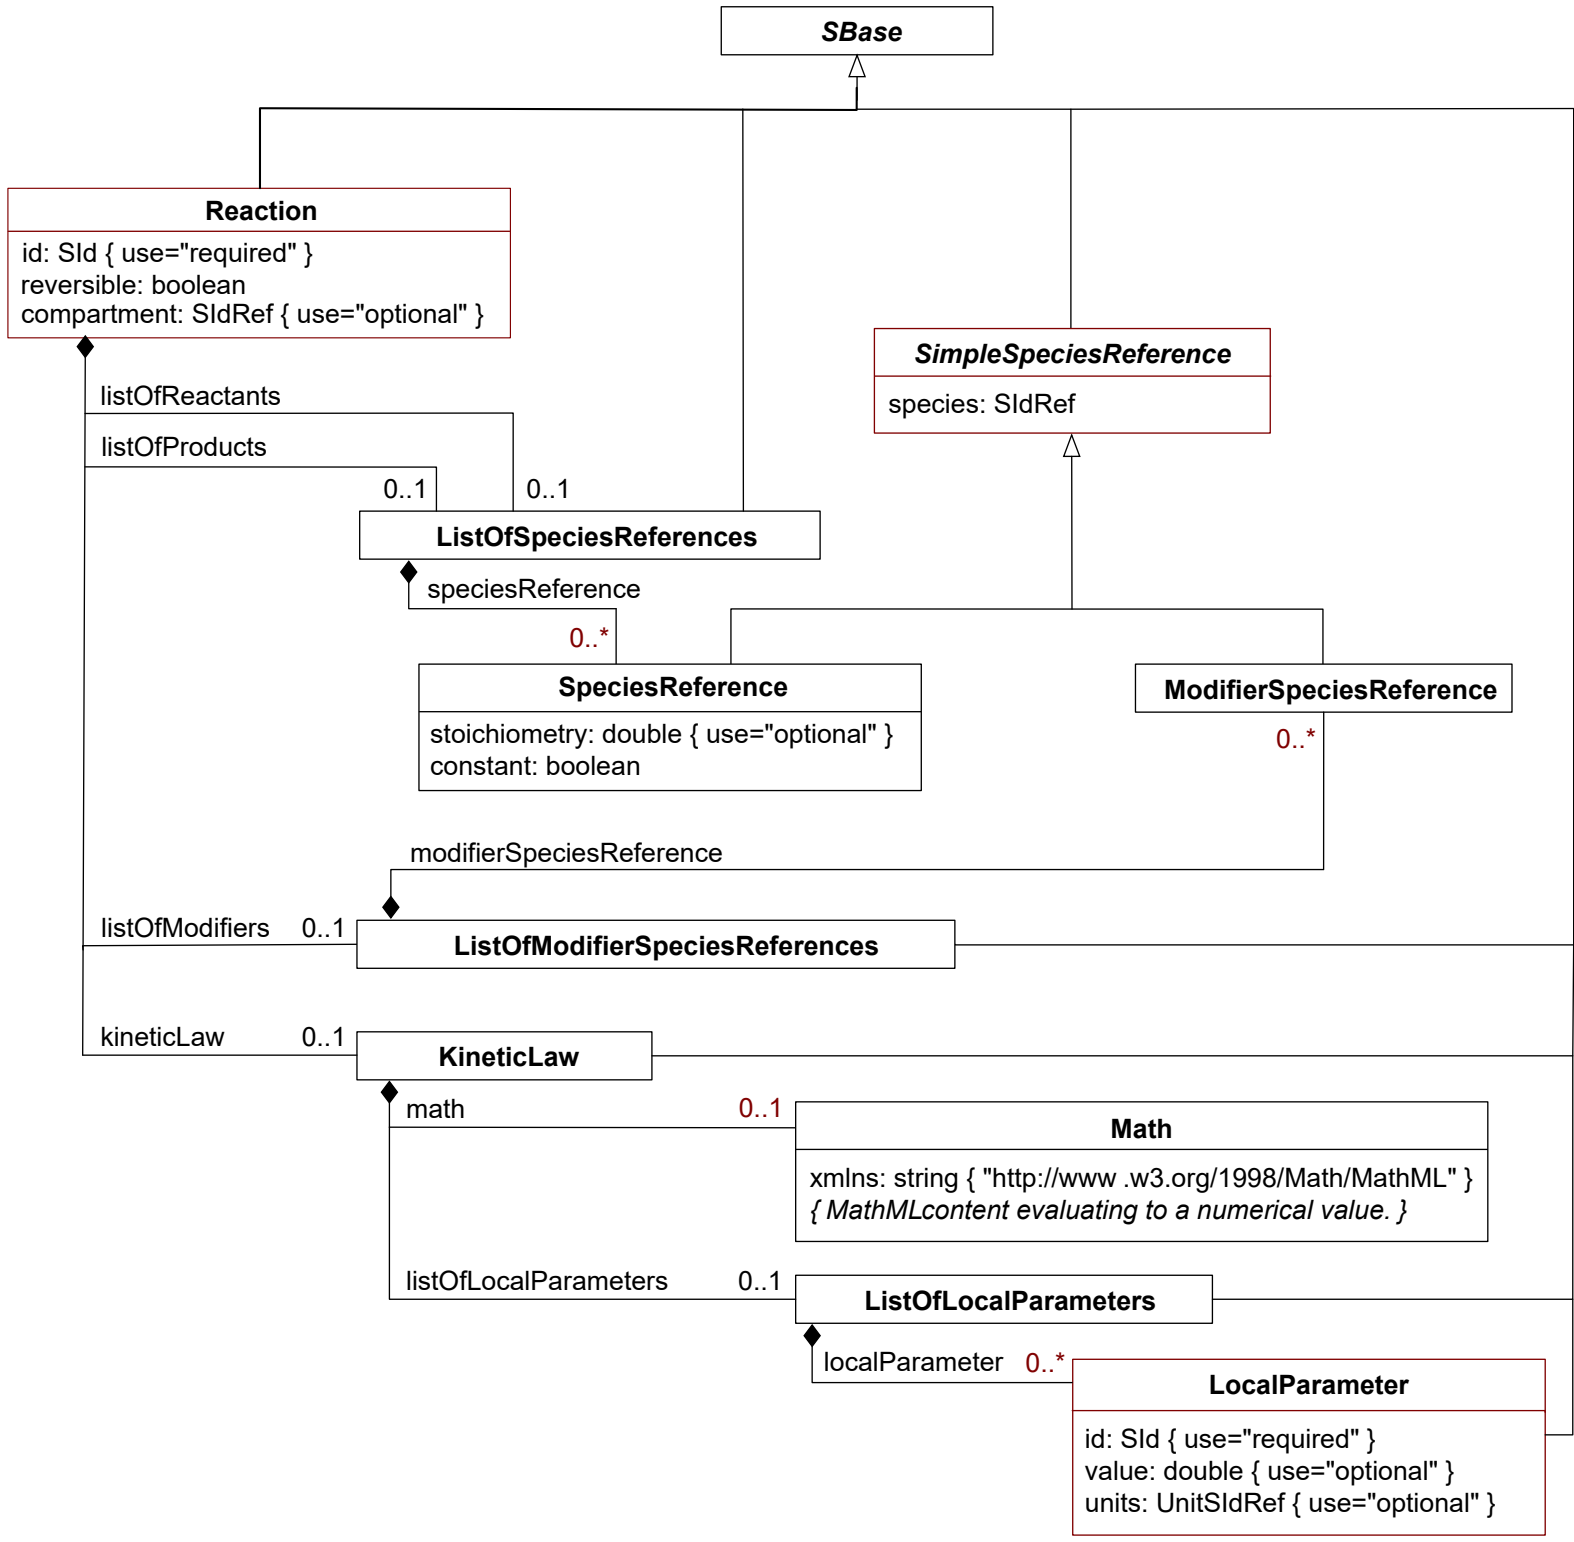 SBase
Reaction
id: SId { use="required" }
reversible: boolean
compartment: SIdRef { use="optional" }
SimpleSpeciesReference
species: SIdRef
listOfReactants
listOfProducts
0..1
0..1
ListOfSpeciesReferences
speciesReference
0..*
SpeciesReference
stoichiometry: double { use="optional" }
constant: boolean
ModifierSpeciesReference
0..*
modifierSpeciesReference
listOfModifiers
0..1
ListOfModifierSpeciesReferences
kineticLaw
0..1
KineticLaw
math
0..1
Math
xmlns: string { "http://www .w3.org/1998/Math/MathML" }
{ MathMLcontent evaluating to a numerical value. }
listOfLocalParameters
0..1
ListOfLocalParameters
localParameter
0..*
LocalParameter
id: SId { use="required" }
value: double { use="optional" }
units: UnitSIdRef { use="optional" }